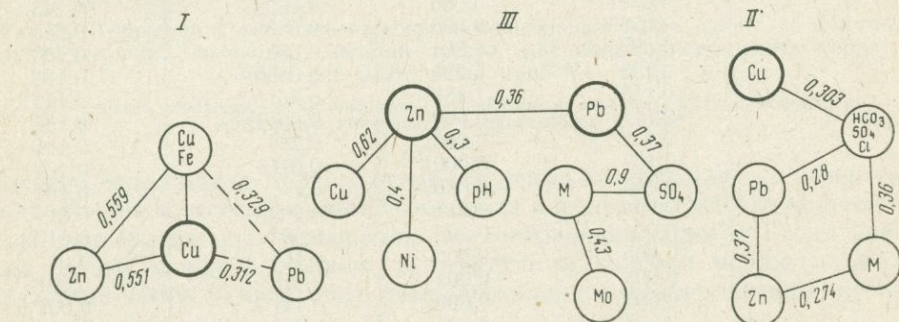 I
III
II
Cu
Fe
0,559
0,329
Cu
Zn
0,551
0,312
Pb
Zn
0,36
Pb
0,62
0,3
0,37
Cu
0,4
pH
M
0,9
SO₄
Ni
0,43
Mo
Cu
0,303
HCO₃
SO₄
Cl
Pb
0,28
0,36
0,37
M
Zn
0,274